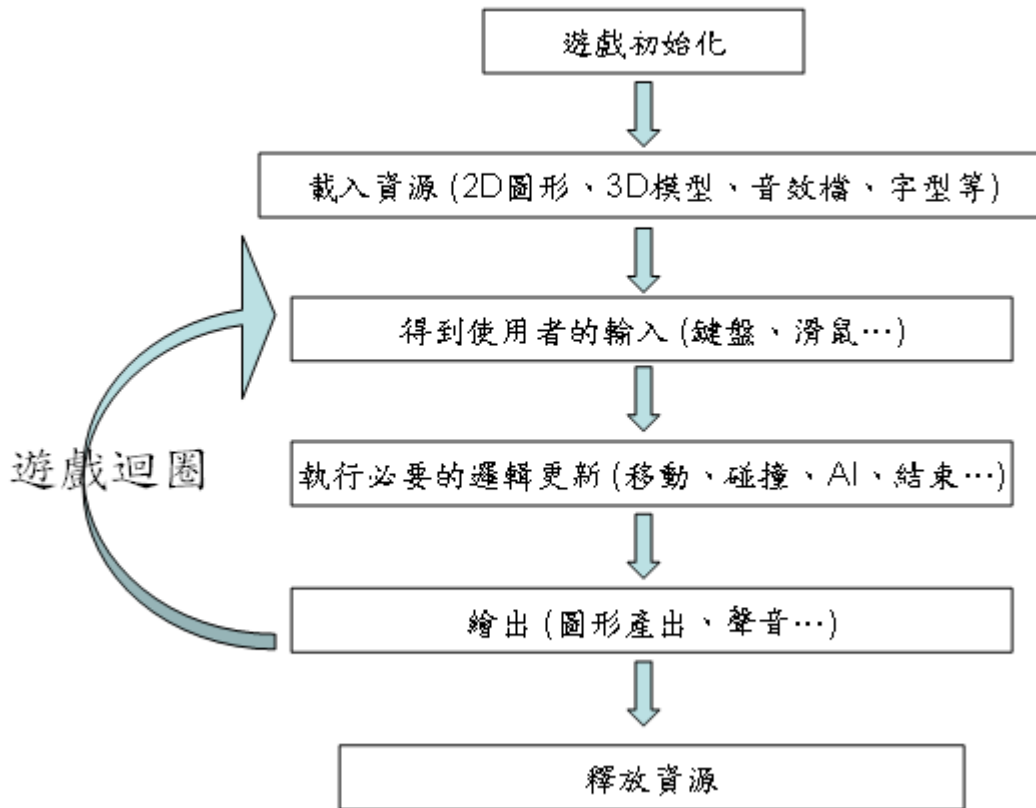 遊戲初始化
載入資源 (2D圖形、3D模型、音效檔、字型等)
得到使用者的輸入 (鍵盤、滑鼠…)
遊戲迴圈
執行必要的邏輯更新 (移動、碰撞、AI、結束…)
繪出 (圖形產出、聲音…)
釋放資源